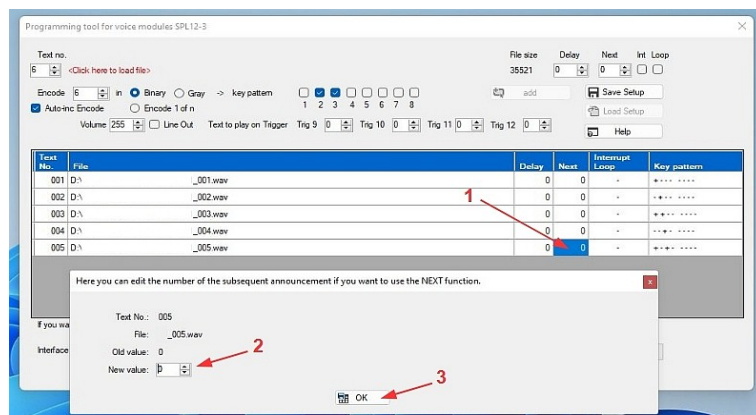 Programming tool for voice modules SPL12-3
Text no. File size Delay Next Int Loop
6 <Click here to load file> 35521 0 0
Encode 6 in Binary Gray -> key pattern add Save Setup
Auto-inc Encode Encode 1 of n 1 2 3 4 5 6 7 8 Load Setup
Volume 255 Line Out Text to play on Trigger Trig 9 0 Trig 10 0 Trig 11 0 Trig 12 0 Help
Text No. File Delay Next Interrupt Loop Key pattern
001 D:\ _001.wav 0 0 - +--- ----
002 D:\ _002.wav 0 0 - -+-- ----
003 D:\ _003.wav 0 0 - ++-- ----
004 D:\ _004.wav 0 0 - --+- ----
005 D:\ _005.wav 0 0 - +-+- ----
1
Here you can edit the number of the subsequent announcement if you want to use the NEXT function.
x
If you wa
Text No.: 005
File: _005.wav
Interface
Old value: 0
New value: 0
2
OK
3